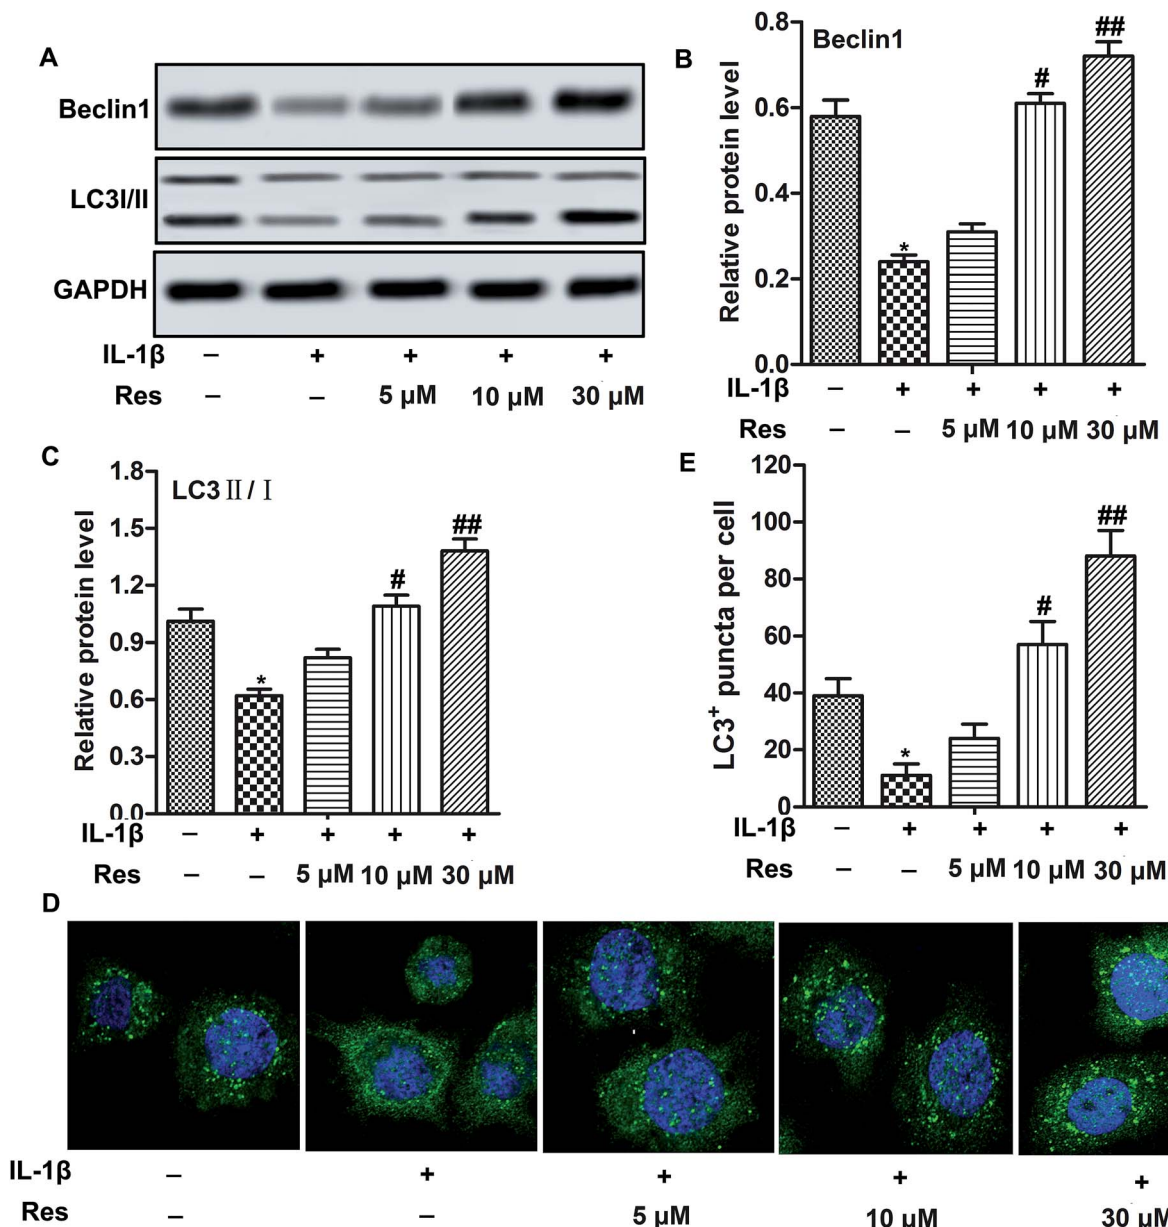 A
Beclin1
LC3I/II
GAPDH
IL-1β – + + + +
Res – – 5 μM 10 μM 30 μM
B
Beclin1
Relative protein level
0.8
0.6
0.4
0.2
0.0
*
#
##
IL-1β – + + + +
Res – – 5 μM 10 μM 30 μM
C
LC3 Ⅱ / Ⅰ
Relative protein level
1.8
1.5
1.2
0.9
0.6
0.3
0.0
*
#
##
IL-1β – + + + +
Res – – 5 μM 10 μM 30 μM
E
LC3+ puncta per cell
120
100
80
60
40
20
0
*
#
##
IL-1β – + + + +
Res – – 5 μM 10 μM 30 μM
D
IL-1β – + + + +
Res – – 5 μM 10 μM 30 μM